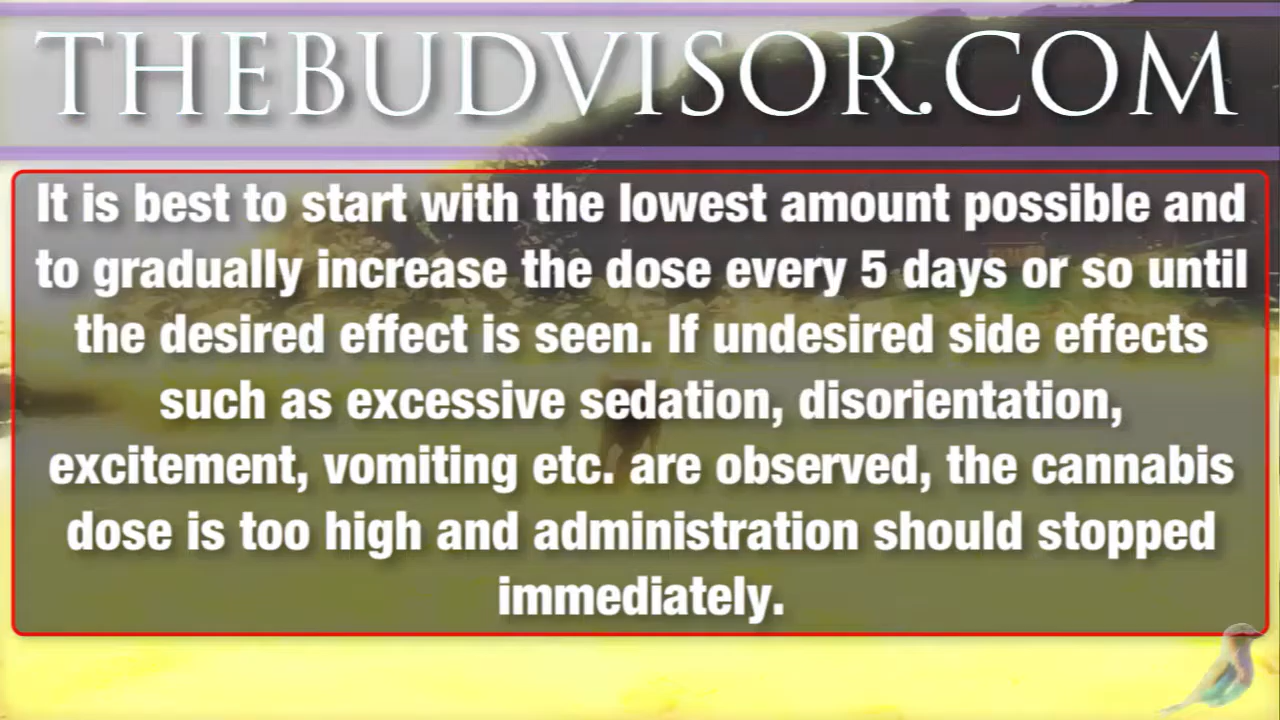 THEBUDVISOR.COM
It is best to start with the lowest amount possible and
to gradually increase the dose every 5 days or so until
the desired effect is seen. If undesired side effects
such as excessive sedation, disorientation,
excitement, vomiting etc. are observed, the cannabis
dose is too high and administration should stopped
immediately.